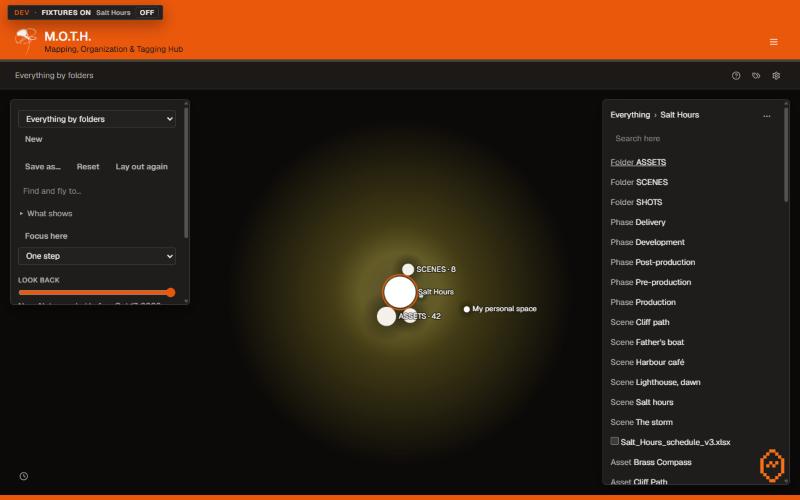 DEV · FIXTURES ON Salt Hours OFF
M.O.T.H.
Mapping, Organization & Tagging Hub
Everything by folders
Everything by folders
New
Save as... Reset Lay out again
Find and fly to...
What shows
Focus here
One step
LOOK BACK
SCENES · 8
Salt Hours
ASSETS · 42
My personal space
Everything › Salt Hours ...
Search here
Folder ASSETS
Folder SCENES
Folder SHOTS
Phase Delivery
Phase Development
Phase Post-production
Phase Pre-production
Phase Production
Scene Cliff path
Scene Father's boat
Scene Harbour café
Scene Lighthouse, dawn
Scene Salt hours
Scene The storm
Salt_Hours_schedule_v3.xlsx
Asset Brass Compass
Asset Cliff Path